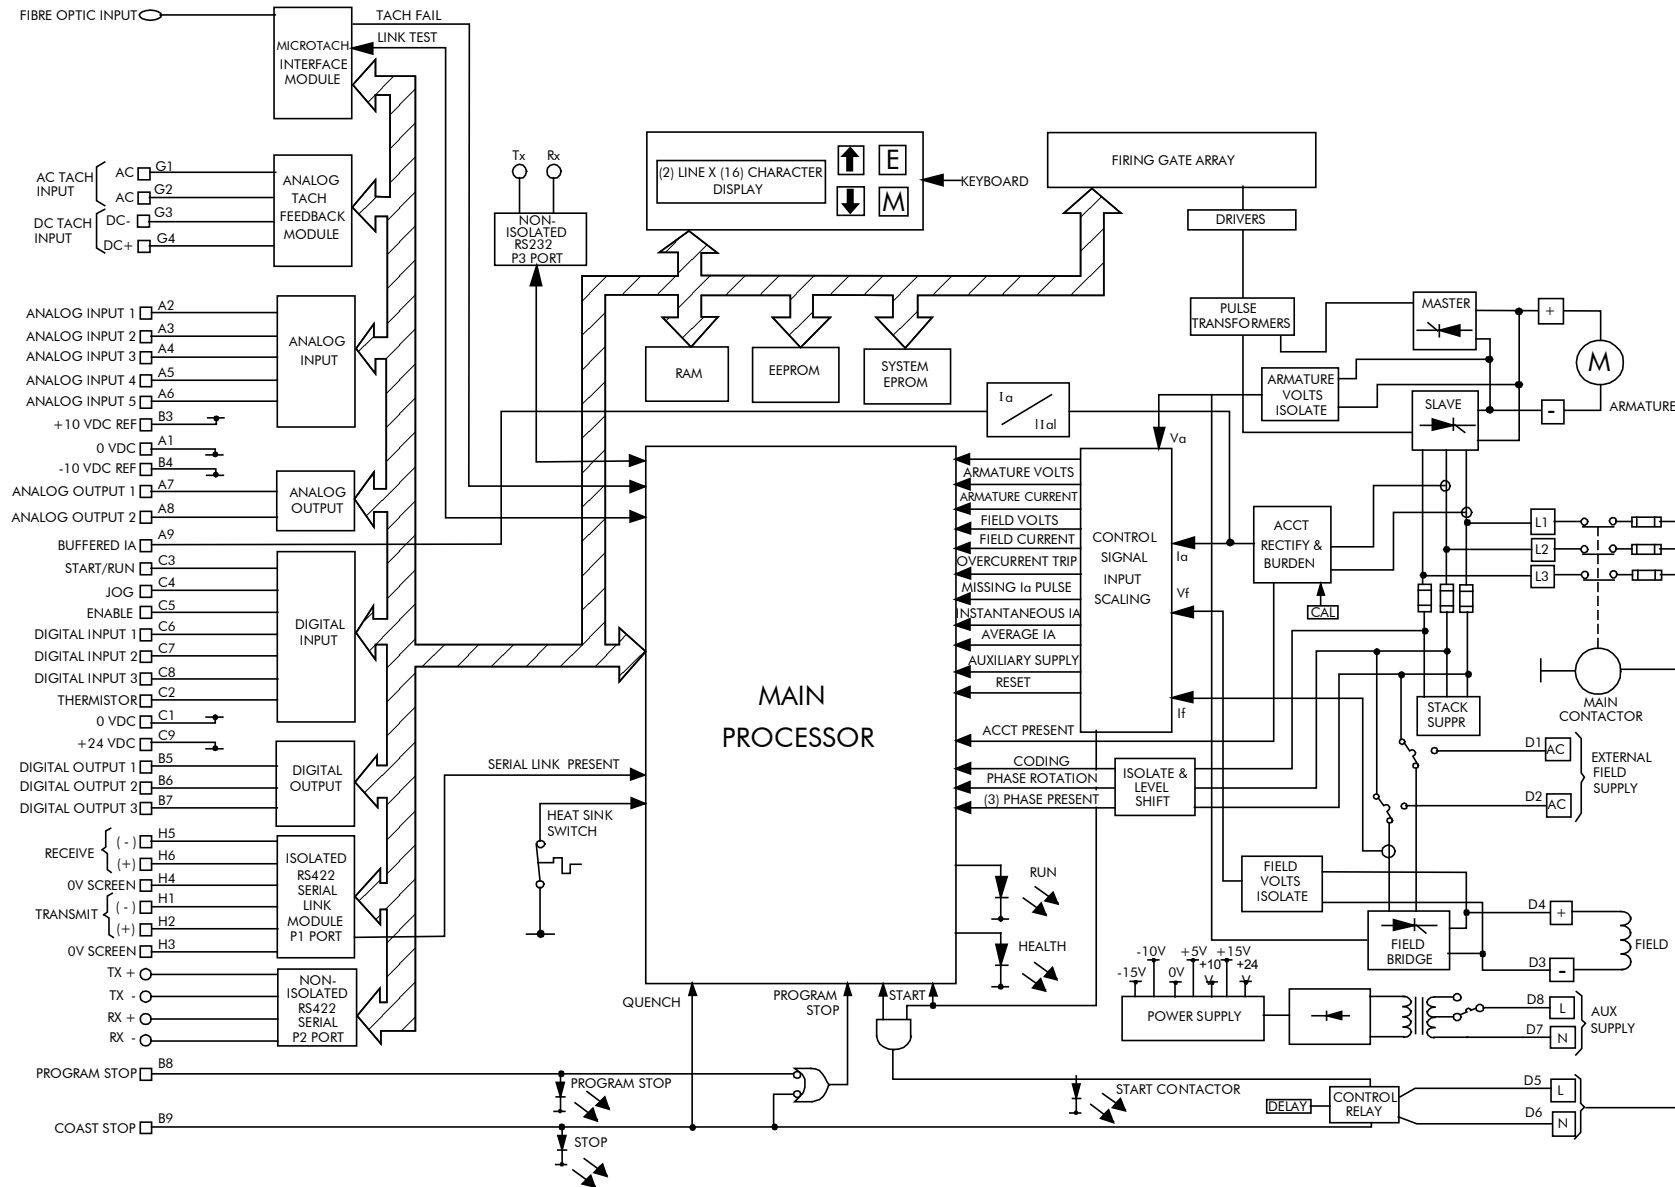 FIBRE OPTIC INPUT
MICROTACH
INTERFACE
MODULE
TACH FAIL
LINK TEST
AC TACH
INPUT
AC
G1
AC
G2
DC TACH
INPUT
DC-
G3
DC+
G4
ANALOG
TACH
FEEDBACK
MODULE
ANALOG INPUT 1
A2
ANALOG INPUT 2
A3
ANALOG INPUT 3
A4
ANALOG INPUT 4
A5
ANALOG INPUT 5
A6
ANALOG
INPUT
+10 VDC REF
B3
0 VDC
A1
-10 VDC REF
B4
ANALOG OUTPUT 1
A7
ANALOG OUTPUT 2
A8
ANALOG
OUTPUT
BUFFERED IA
A9
START/RUN
C3
JOG
C4
ENABLE
C5
DIGITAL INPUT 1
C6
DIGITAL INPUT 2
C7
DIGITAL INPUT 3
C8
THERMISTOR
C2
DIGITAL
INPUT
0 VDC
C1
+24 VDC
C9
DIGITAL OUTPUT 1
B5
DIGITAL OUTPUT 2
B6
DIGITAL OUTPUT 3
B7
DIGITAL
OUTPUT
RECEIVE
(-)
H5
(+)
H6
0V SCREEN
H4
TRANSMIT
(-)
H1
(+)
H2
0V SCREEN
H3
ISOLATED
RS422
SERIAL
LINK
MODULE
P1 PORT
TX +
TX -
RX +
RX -
NON-
ISOLATED
RS422
SERIAL
P2 PORT
PROGRAM STOP
B8
COAST STOP
B9
PROGRAM STOP
STOP
Tx
Rx
NON-
ISOLATED
RS232
P3 PORT
(2) LINE X (16) CHARACTER
DISPLAY
E
M
KEYBOARD
RAM
EEPROM
SYSTEM
EPROM
FIRING GATE ARRAY
DRIVERS
PULSE
TRANSFORMERS
MASTER
SLAVE
+
-
M
ARMATURE
ARMATURE
VOLTS
ISOLATE
Ia
IIaI
Va
MAIN
PROCESSOR
ARMATURE VOLTS
ARMATURE CURRENT
FIELD VOLTS
FIELD CURRENT
OVERCURRENT TRIP
MISSING Ia PULSE
INSTANTANEOUS IA
AVERAGE IA
AUXILIARY SUPPLY
RESET
ACCT PRESENT
CODING
PHASE ROTATION
(3) PHASE PRESENT
CONTROL
SIGNAL
INPUT
SCALING
Ia
Vf
If
ACCT
RECTIFY &
BURDEN
CAL
ISOLATE &
LEVEL
SHIFT
L1
L2
L3
STACK
SUPPR
MAIN
CONTACTOR
D1
AC
D2
AC
EXTERNAL
FIELD
SUPPLY
SERIAL LINK PRESENT
HEAT SINK
SWITCH
RUN
HEALTH
QUENCH
PROGRAM
STOP
START
FIELD
VOLTS
ISOLATE
FIELD
BRIDGE
D4
+
D3
-
FIELD
-15V
-10V
0V
+5V
+10
V
+15V
+24
V
POWER SUPPLY
D8
L
D7
N
AUX
SUPPLY
START CONTACTOR
DELAY
CONTROL
RELAY
D5
L
D6
N